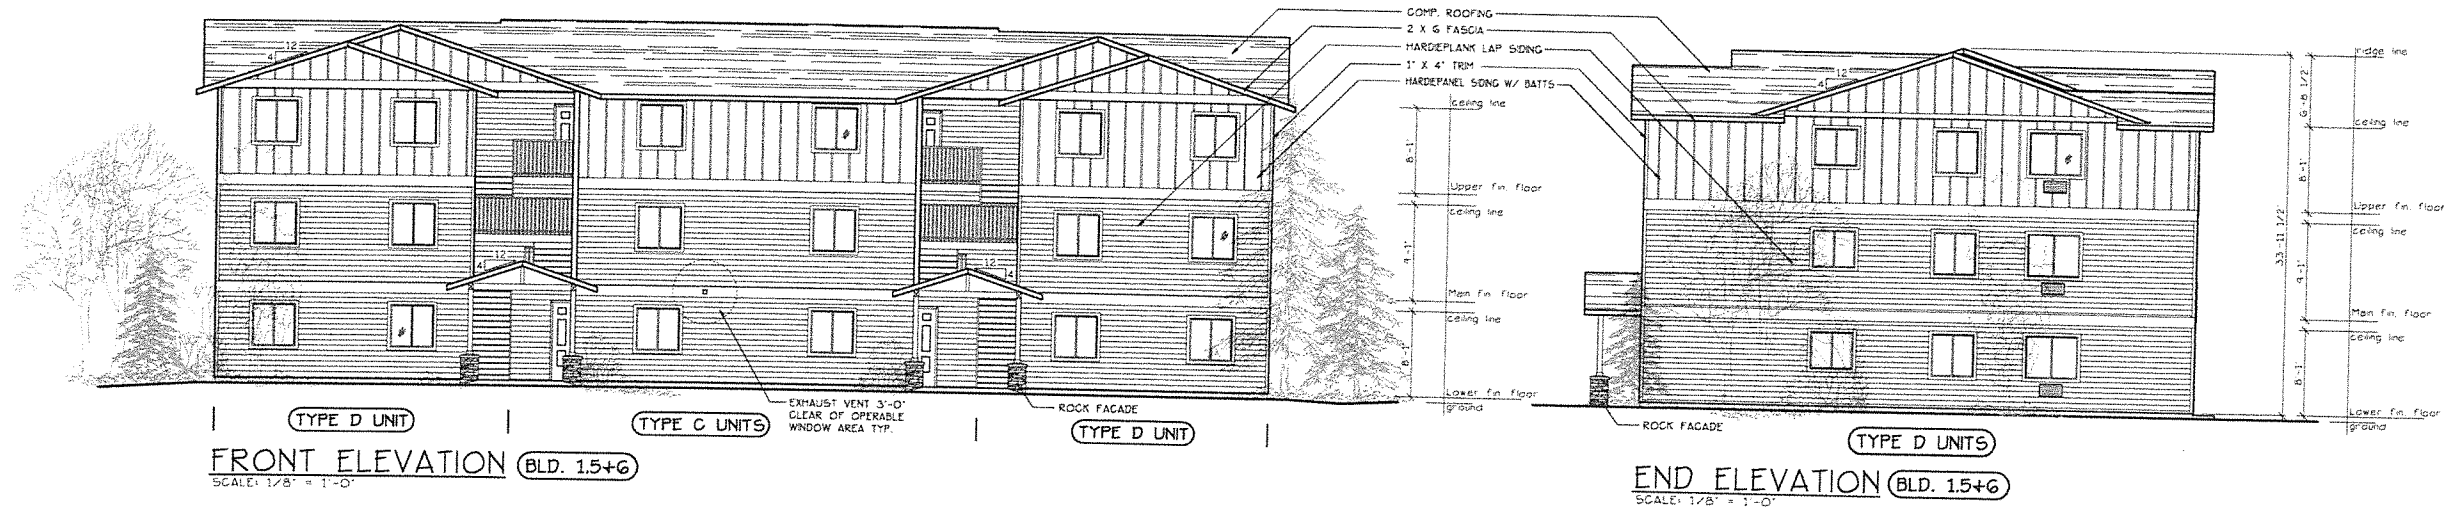 COMP. ROOFING
2 X 6 FASCIA
HARDIEPLANK LAP SIDING
1" X 4" TRIM
HARDIEPANEL SIDING W/ BATTS
12
4
ceiling line
8'-1"
Upper fin. floor
ceiling line
9'-1"
12
4
12
4
Main fin. floor
ceiling line
8'-1"
Lower fin. floor
ground
EXHAUST VENT 3'-0"
CLEAR OF OPERABLE
WINDOW AREA TYP.
ROCK FACADE
TYPE D UNIT
TYPE C UNITS
TYPE D UNIT
FRONT ELEVATION BLD. 1.5+6
SCALE: 1/8" = 1'-0"
12
4
ridge line
6'-8 1/2"
ceiling line
8'-1"
Upper fin. floor
ceiling line
33'-11 1/2"
9'-1"
Main fin. floor
ceiling line
8'-1"
Lower fin. floor
ground
ROCK FACADE
TYPE D UNITS
END ELEVATION BLD. 1.5+6
SCALE: 1/8" = 1'-0"